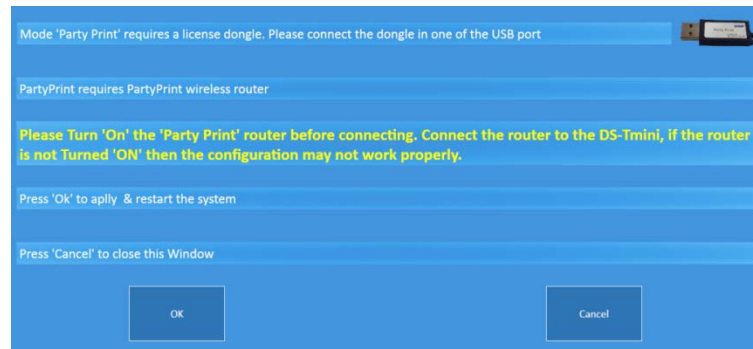 Mode 'Party Print' requires a license dongle. Please connect the dongle in one of the USB port
PartyPrint requires PartyPrint wireless router
Please Turn 'On' the 'Party Print' router before connecting. Connect the router to the DS-Tmini, if the router
is not Turned 'ON' then the configuration may not work properly.
Press 'Ok' to aplly & restart the system
Press 'Cancel' to close this Window
OK
Cancel